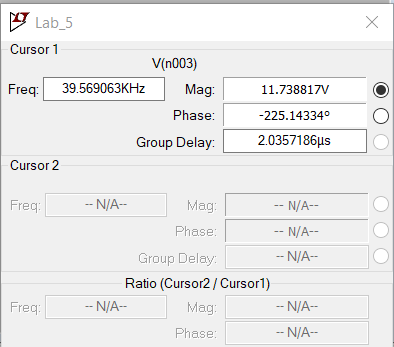 Lab_5
Cursor 1
V(n003)
Freq: 39.569063KHz Mag: 11.738817V
Phase: -225.14334°
Group Delay: 2.0357186µs
Cursor 2
Freq: -- N/A-- Mag: -- N/A--
Phase: -- N/A--
Group Delay: -- N/A--
Ratio (Cursor2 / Cursor1)
Freq: -- N/A-- Mag: -- N/A--
Phase: -- N/A--